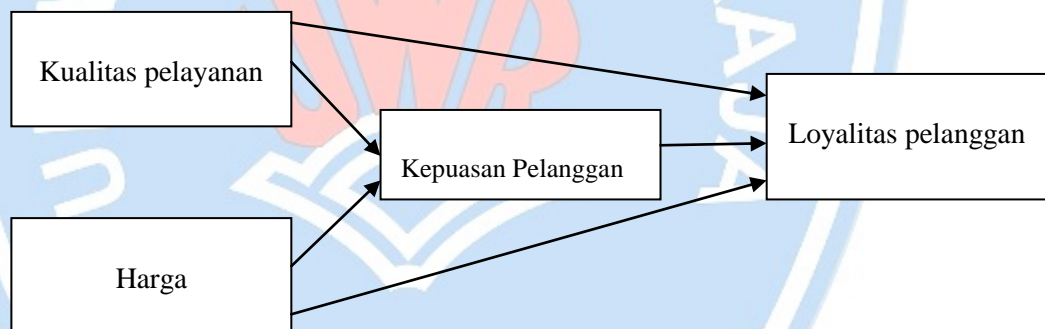 Kualitas pelayanan
Kepuasan Pelanggan
Loyalitas pelanggan
Harga